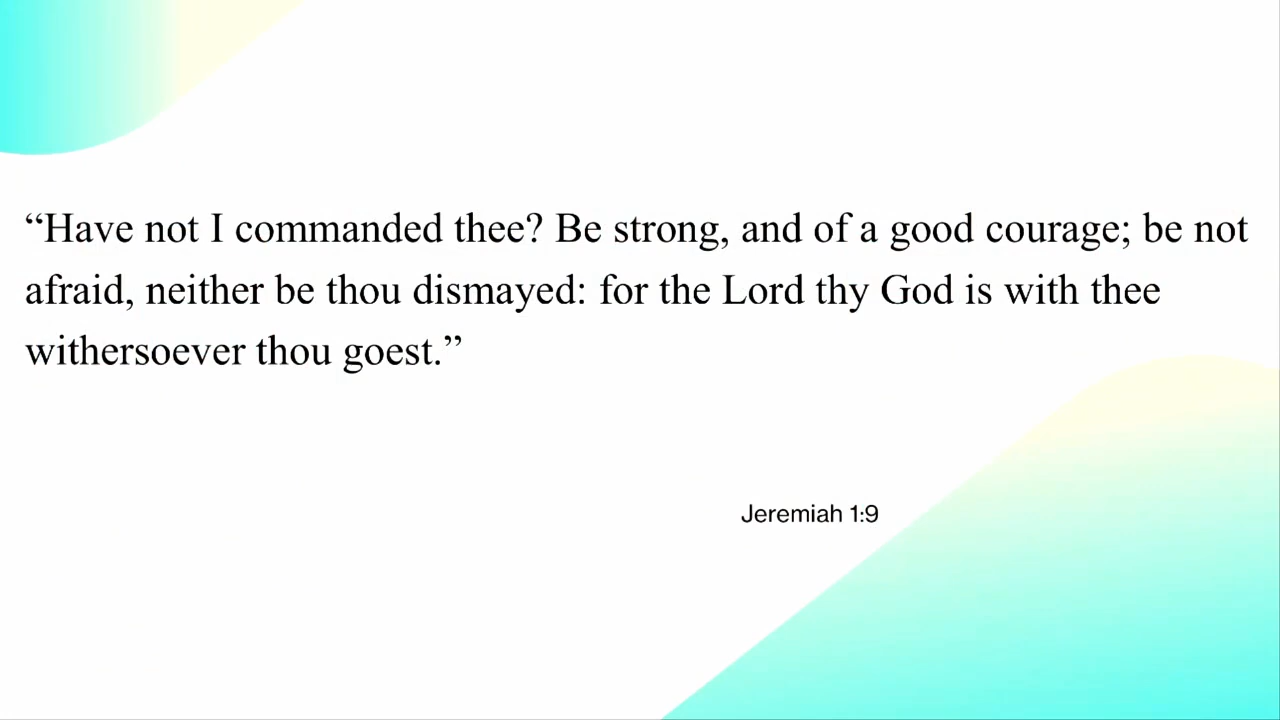 “Have not I commanded thee? Be strong, and of a good courage; be not
afraid, neither be thou dismayed: for the Lord thy God is with thee
withersoever thou goest.”
Jeremiah 1:9